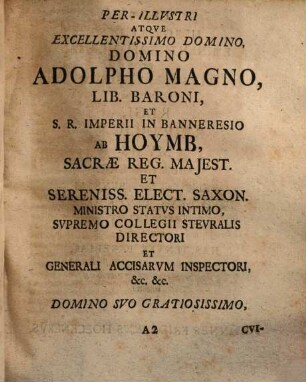 PER-ILLVSTRI
ATQVE
EXCELLENTISSIMO DOMINO,
DOMINO
ADOLPHO MAGNO,
LIB. BARONI,
ET
S. R. IMPERII IN BANNERESIO
AB HOYMB,
SACRÆ REG. MAJEST.
ET
SERENISS. ELECT. SAXON.
MINISTRO STATVS INTIMO,
SVPREMO COLLEGII STEVRALIS
DIRECTORI
ET
GENERALI ACCISARVM INSPECTORI,
&c. &c.
DOMINO SVO GRATIOSISSIMO,
A2 CVI-